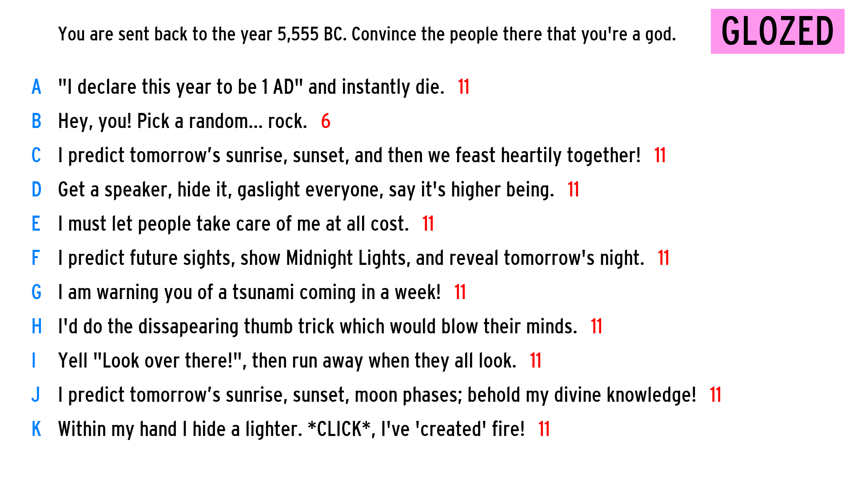 You are sent back to the year 5,555 BC. Convince the people there that you're a god.
GLOZED
A "I declare this year to be 1 AD" and instantly die. 11
B Hey, you! Pick a random... rock. 6
C I predict tomorrow’s sunrise, sunset, and then we feast heartily together! 11
D Get a speaker, hide it, gaslight everyone, say it's higher being. 11
E I must let people take care of me at all cost. 11
F I predict future sights, show Midnight Lights, and reveal tomorrow's night. 11
G I am warning you of a tsunami coming in a week! 11
H I'd do the dissapearing thumb trick which would blow their minds. 11
I Yell "Look over there!", then run away when they all look. 11
J I predict tomorrow’s sunrise, sunset, moon phases; behold my divine knowledge! 11
K Within my hand I hide a lighter. *CLICK*, I've 'created' fire! 11